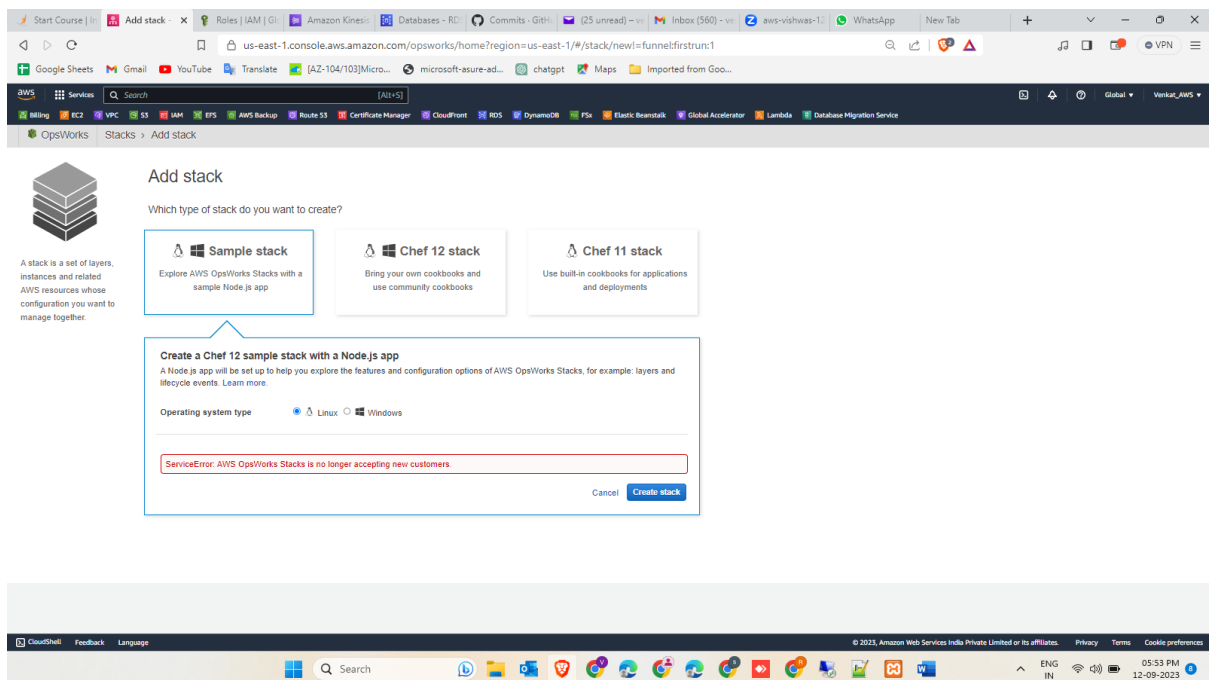 Start Course | In
Add stack -
Roles | IAM | Gl
Amazon Kinesis
Databases - RD
Commits · GitH
(25 unread) – ve
Inbox (560) - ve
aws-vishwas-12
WhatsApp
New Tab
us-east-1.console.aws.amazon.com/opsworks/home?region=us-east-1/#/stack/new!=funnel:firstrun:1
VPN
Google Sheets
Gmail
YouTube
Translate
[AZ-104/103]Micro...
microsoft-asure-ad...
chatgpt
Maps
Imported from Goo...
aws
Services
Search
[Alt+S]
Global
Venkat_AWS
Billing
EC2
VPC
S3
IAM
EFS
AWS Backup
Route 53
Certificate Manager
CloudFront
RDS
DynamoDB
FSx
Elastic Beanstalk
Global Accelerator
Lambda
Database Migration Service
OpsWorks
Stacks › Add stack
Add stack
Which type of stack do you want to create?
A stack is a set of layers,
instances and related
AWS resources whose
configuration you want to
manage together.
Sample stack
Explore AWS OpsWorks Stacks with a
sample Node.js app
Chef 12 stack
Bring your own cookbooks and
use community cookbooks
Chef 11 stack
Use built-in cookbooks for applications
and deployments
Create a Chef 12 sample stack with a Node.js app
A Node.js app will be set up to help you explore the features and configuration options of AWS OpsWorks Stacks, for example: layers and
lifecycle events. Learn more.
Operating system type
Linux
Windows
ServiceError: AWS OpsWorks Stacks is no longer accepting new customers.
Cancel
Create stack
CloudShell
Feedback
Language
© 2023, Amazon Web Services India Private Limited or its affiliates.
Privacy
Terms
Cookie preferences
Search
ENG
IN
05:53 PM
12-09-2023